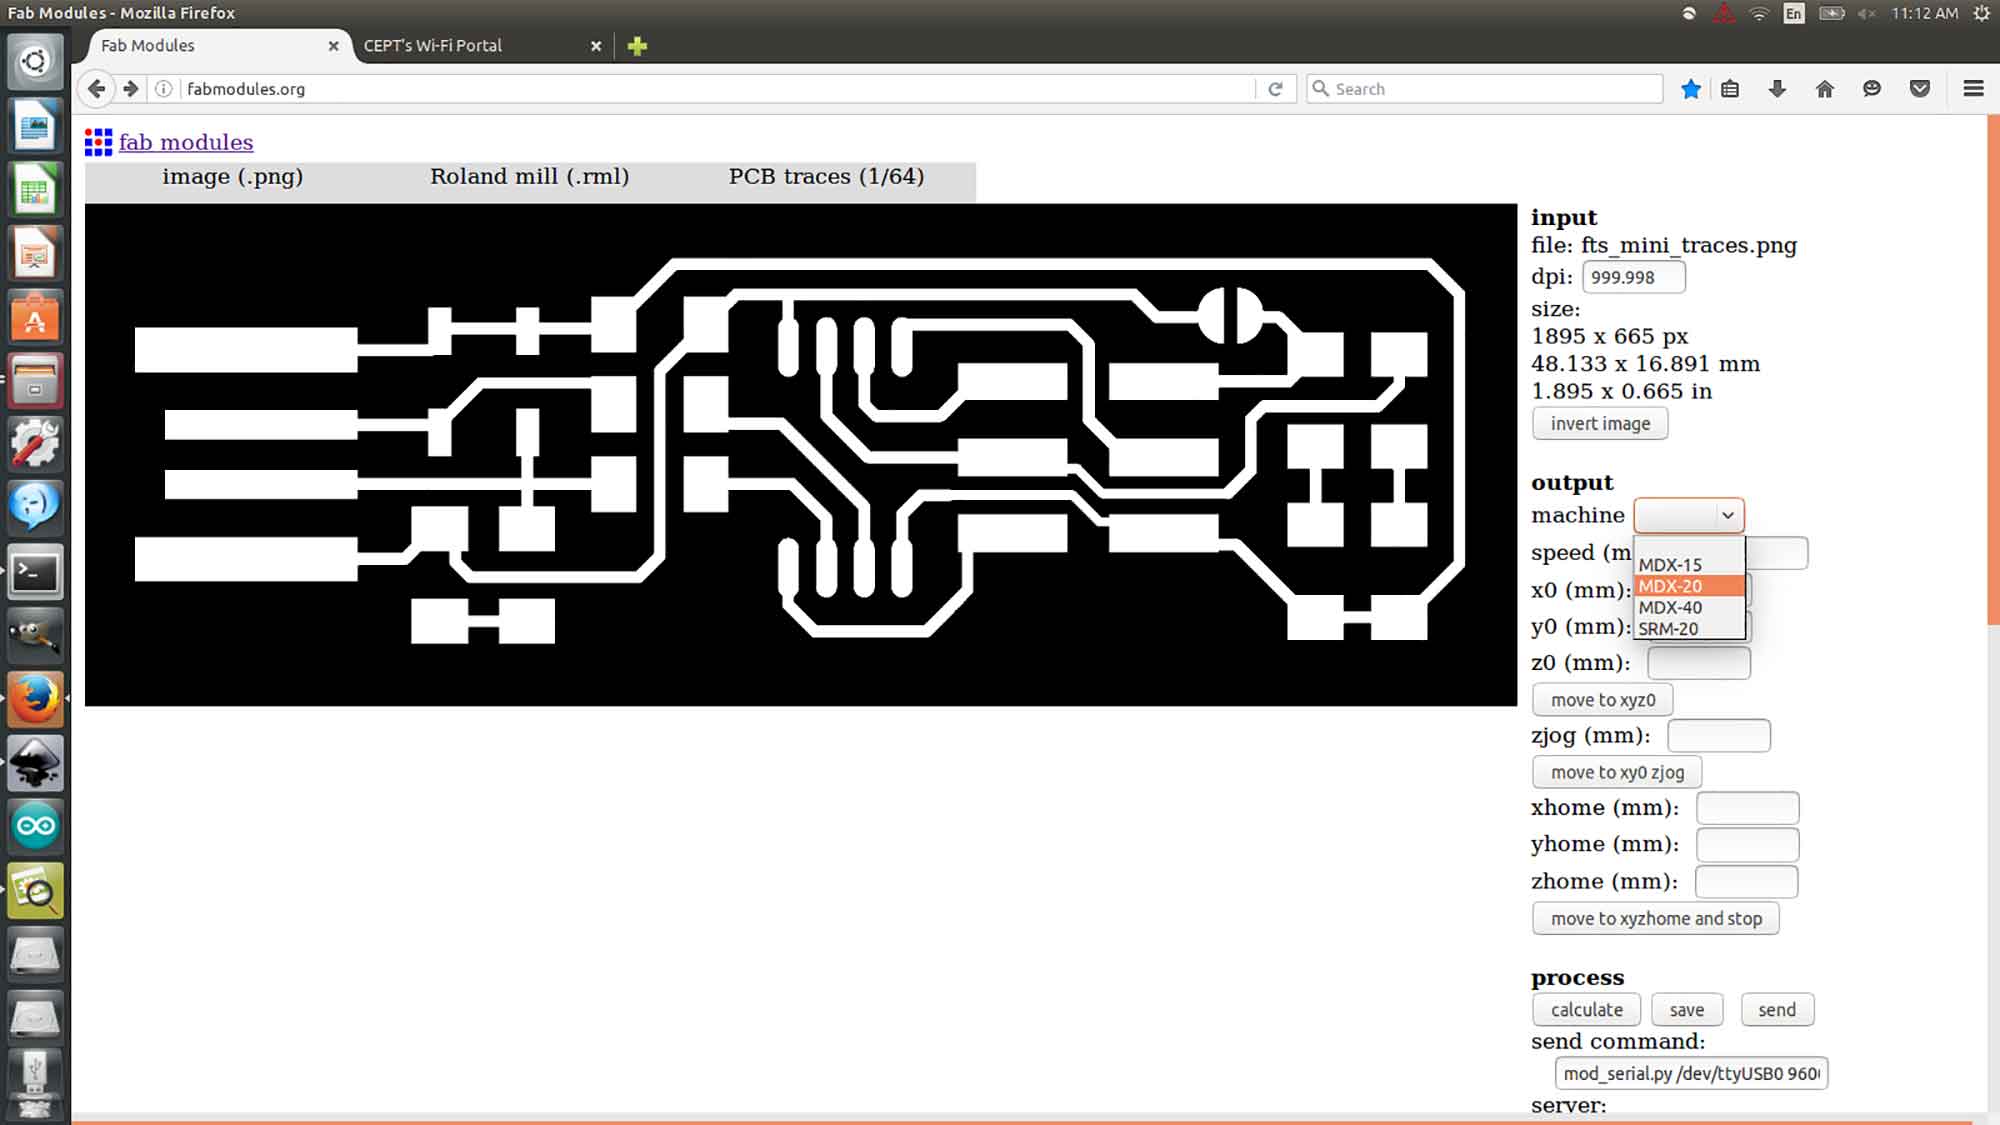 Fab Modules - Mozilla Firefox
En
11:12 AM
Fab Modules
CEPT's Wi-Fi Portal
fabmodules.org
Search
fab modules
image (.png)
Roland mill (.rml)
PCB traces (1/64)
input
file: fts_mini_traces.png
dpi: 999.998
size:
1895 x 665 px
48.133 x 16.891 mm
1.895 x 0.665 in
invert image
output
machine
speed (m
MDX-15
MDX-20
MDX-40
SRM-20
x0 (mm):
y0 (mm):
z0 (mm):
move to xyz0
zjog (mm):
move to xy0 zjog
xhome (mm):
yhome (mm):
zhome (mm):
move to xyzhome and stop
process
calculate
save
send
send command:
mod_serial.py /dev/ttyUSB0 960
server: